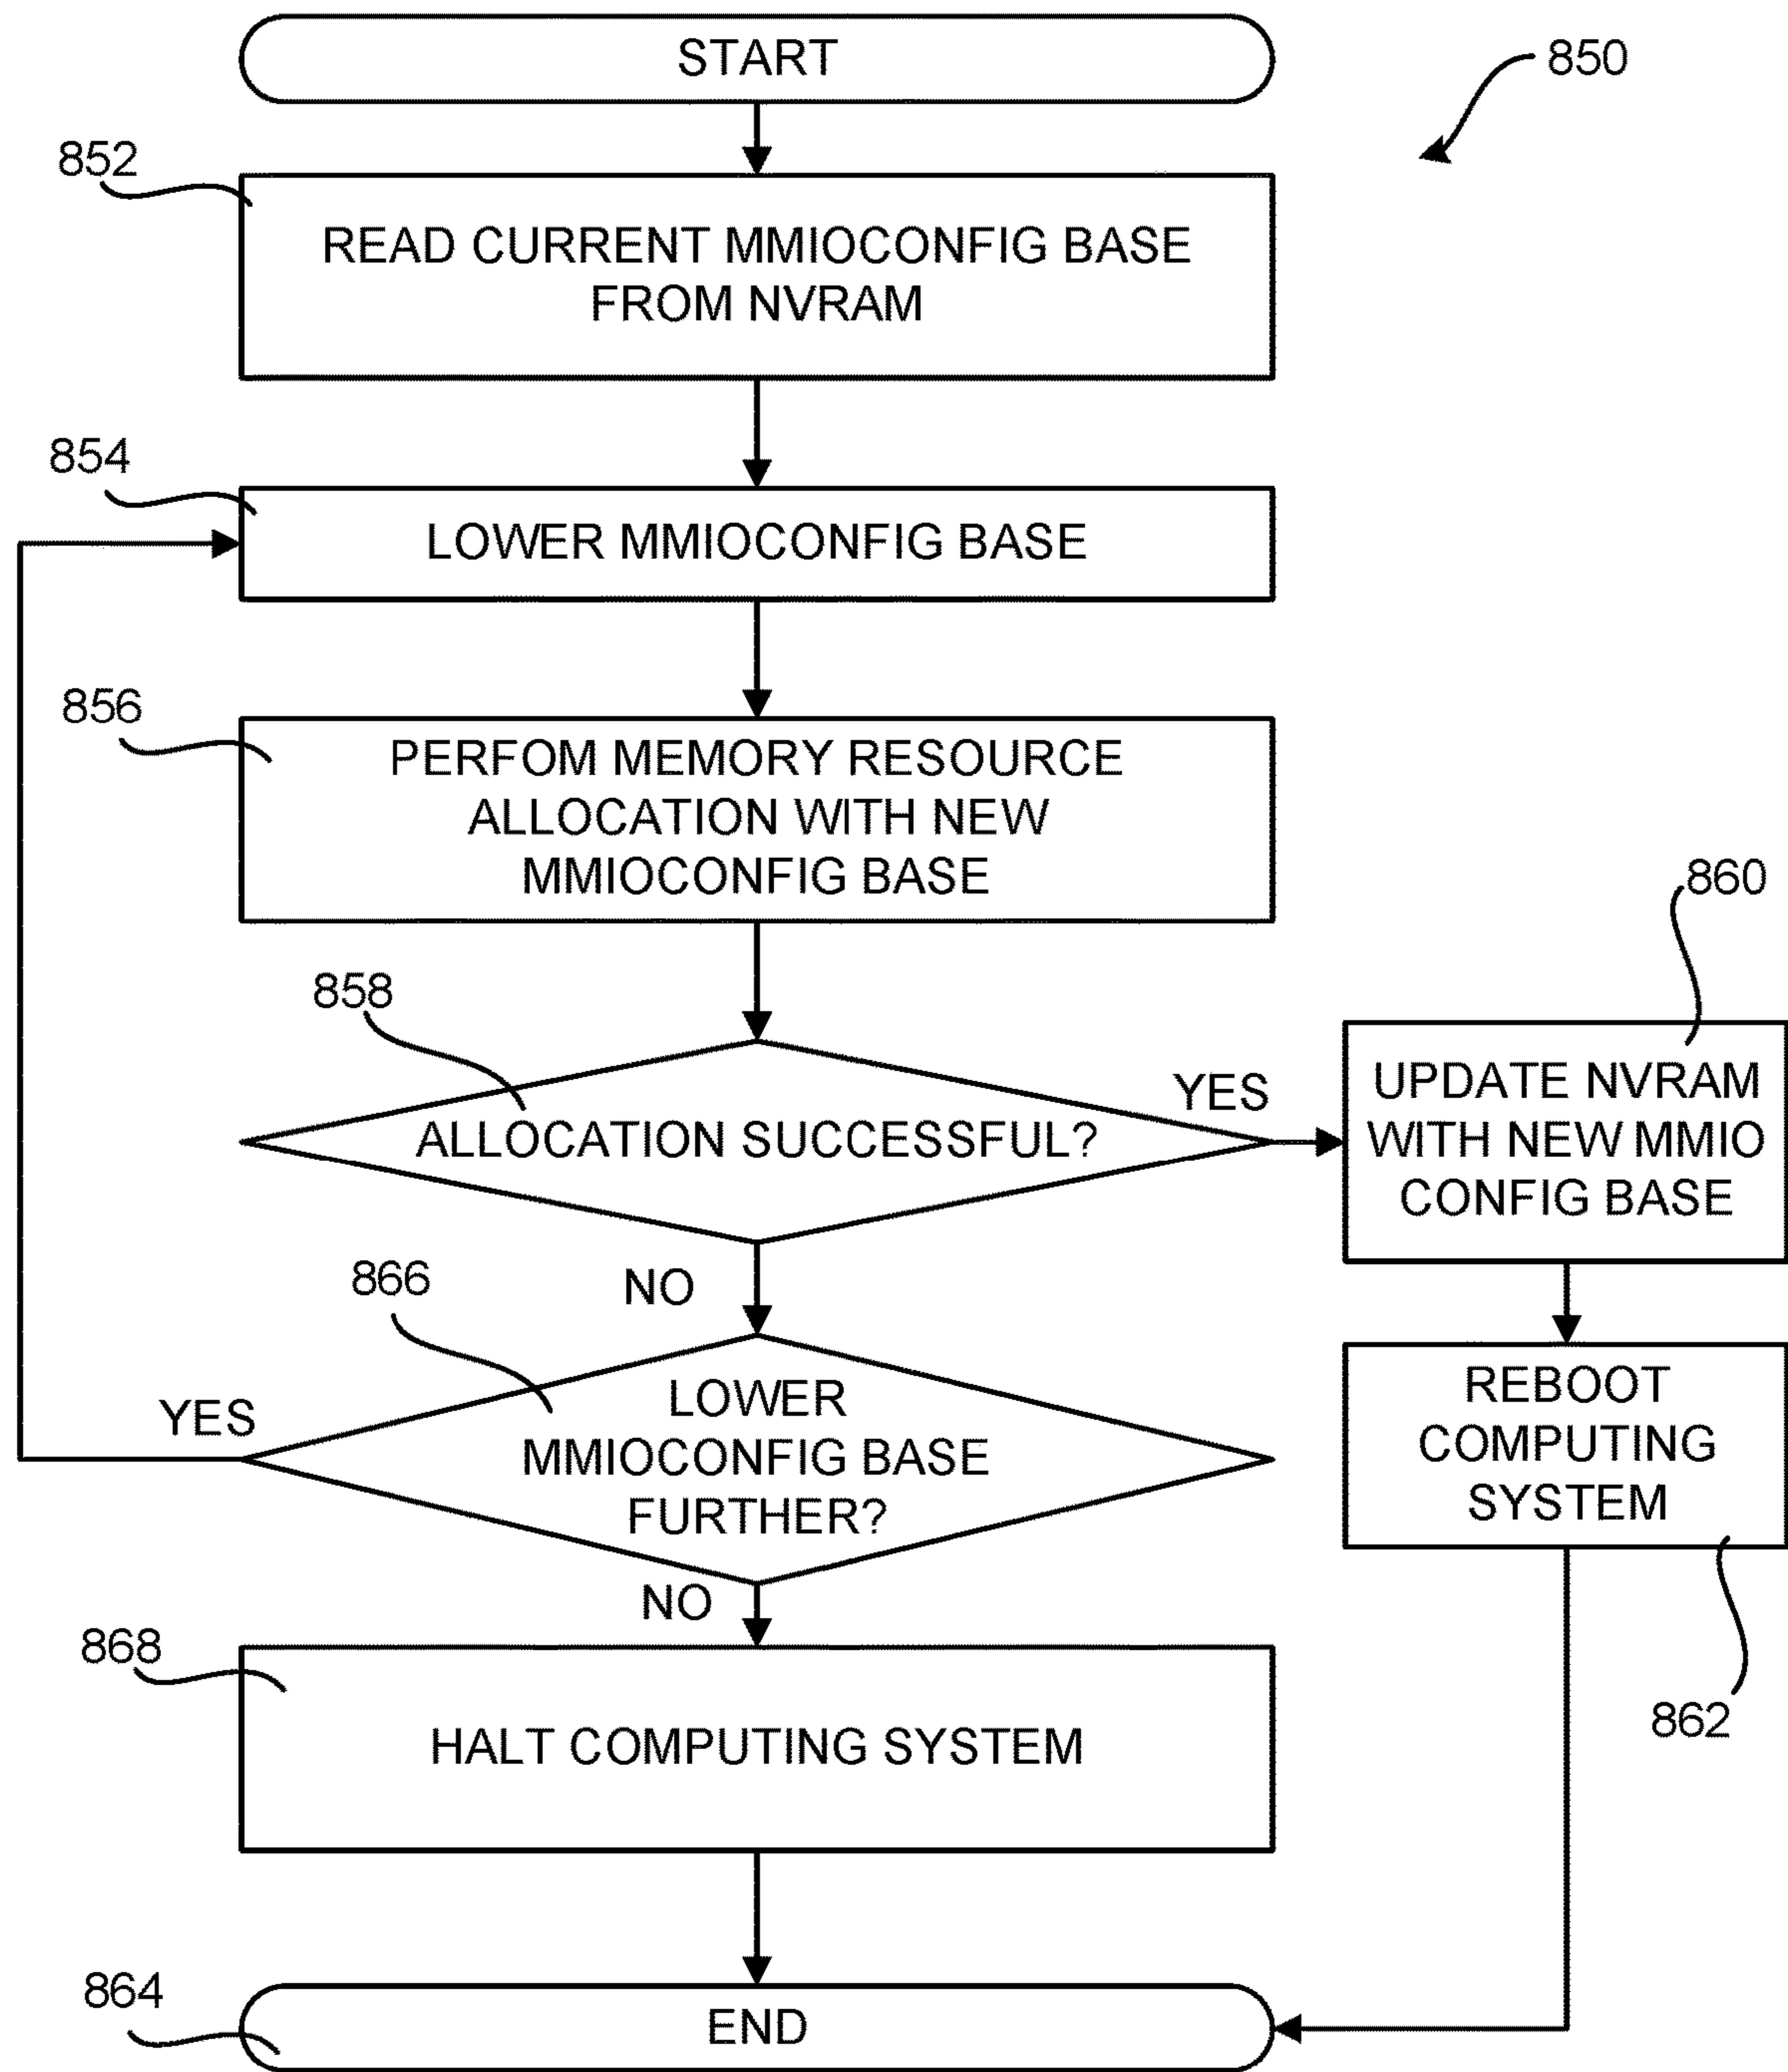 START
850
852
READ CURRENT MMIOCONFIG BASE
FROM NVRAM
854
LOWER MMIOCONFIG BASE
856
PERFOM MEMORY RESOURCE
ALLOCATION WITH NEW
MMIOCONFIG BASE
858
ALLOCATION SUCCESSFUL?
YES
860
UPDATE NVRAM
WITH NEW MMIO
CONFIG BASE
NO
866
LOWER
MMIOCONFIG BASE
FURTHER?
YES
REBOOT
COMPUTING
SYSTEM
862
NO
868
HALT COMPUTING SYSTEM
864
END